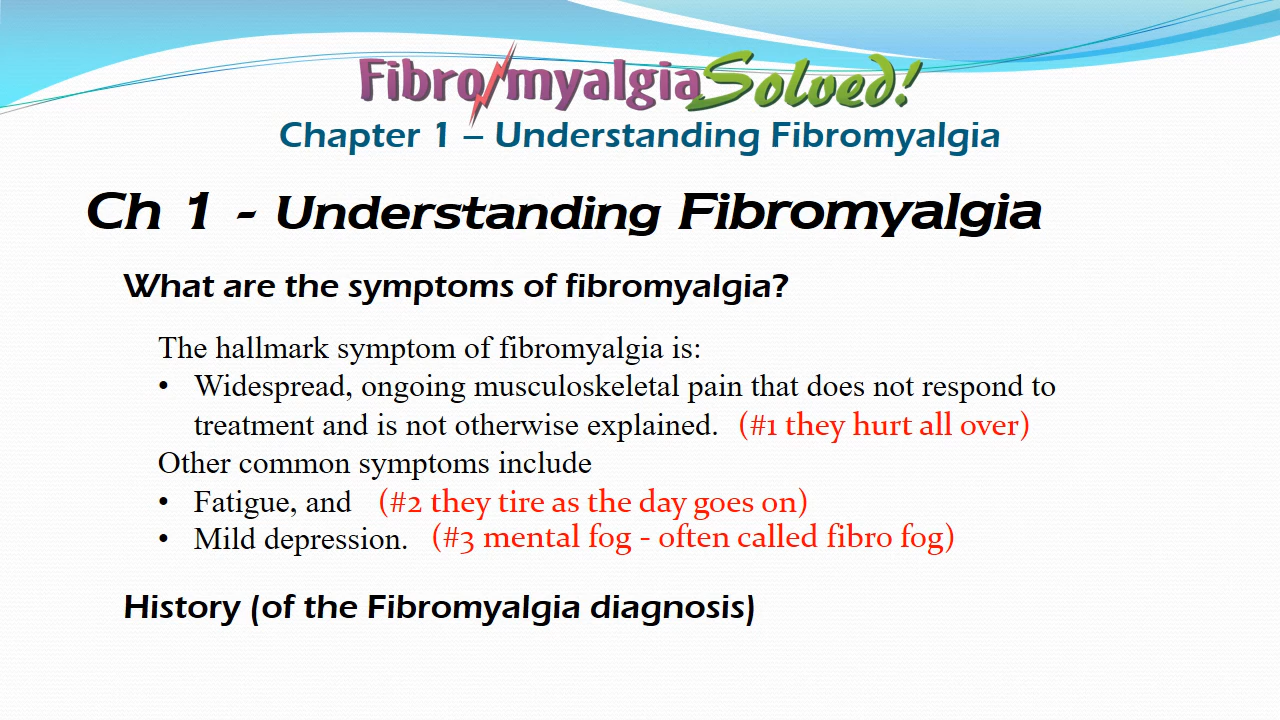 Fibro/myalgia Solved!
Chapter 1 – Understanding Fibromyalgia
Ch 1 - Understanding Fibromyalgia
What are the symptoms of fibromyalgia?
The hallmark symptom of fibromyalgia is:
• Widespread, ongoing musculoskeletal pain that does not respond to
treatment and is not otherwise explained. (#1 they hurt all over)
Other common symptoms include
• Fatigue, and (#2 they tire as the day goes on)
• Mild depression. (#3 mental fog - often called fibro fog)
History (of the Fibromyalgia diagnosis)